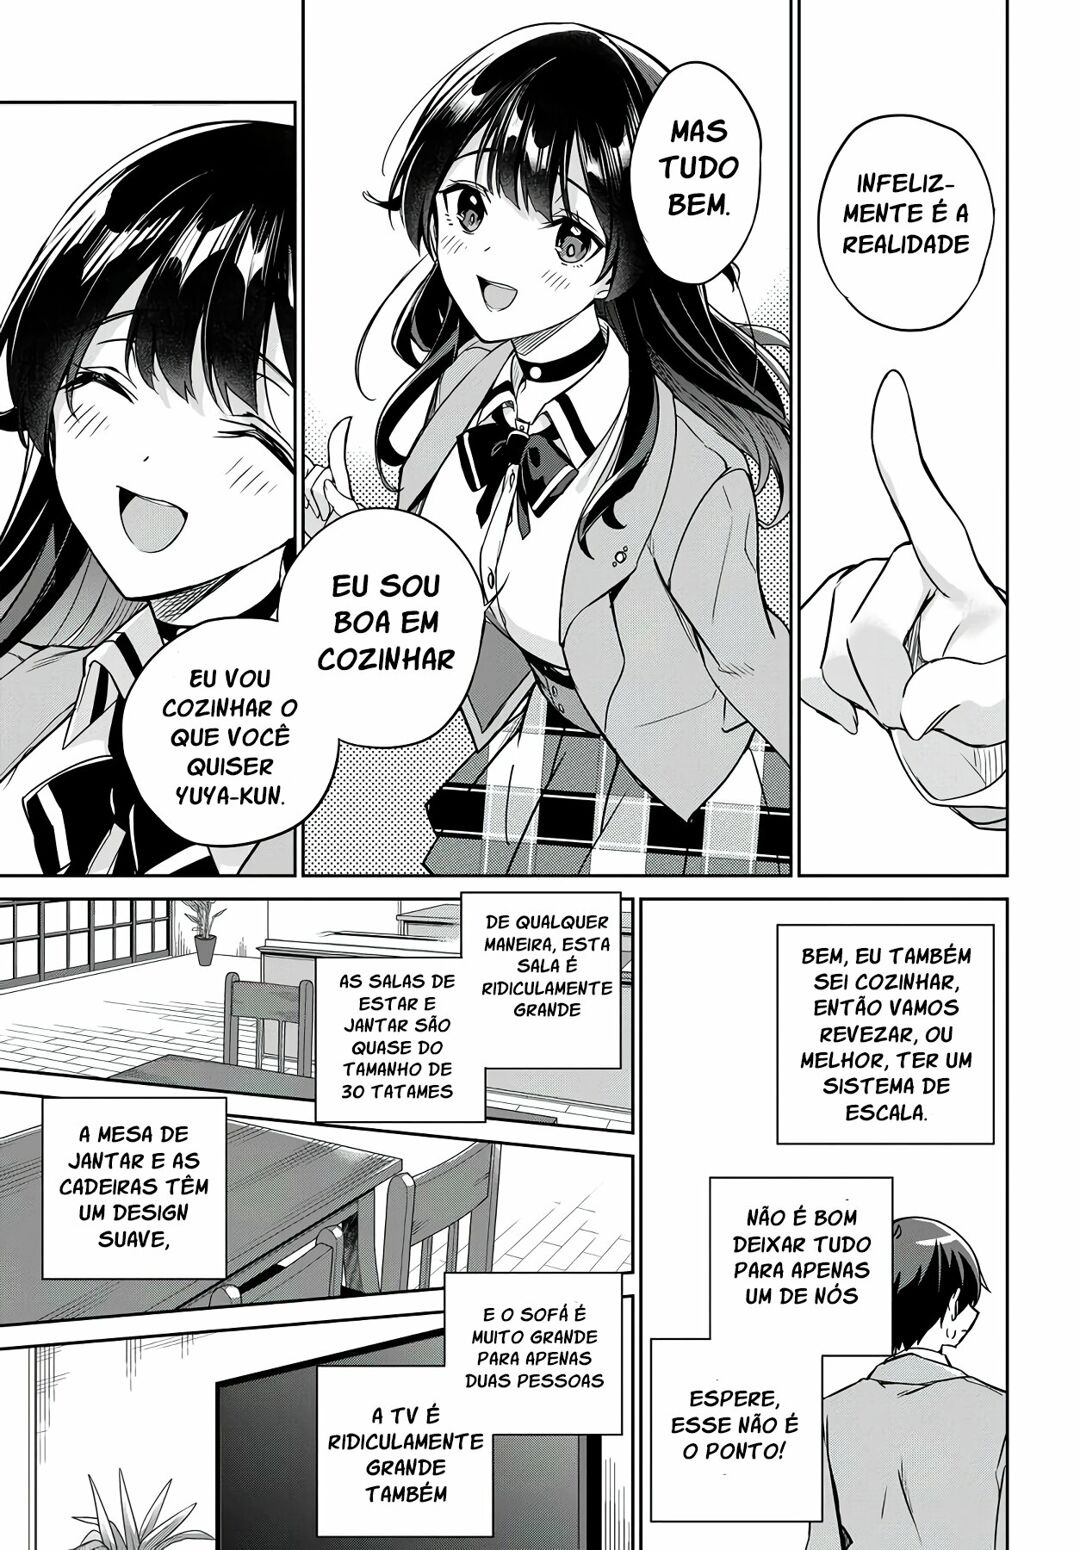 INFELIZ-
MENTE É A
REALIDADE
MAS
TUDO
BEM.
EU SOU
BOA EM
COZINHAR
EU VOU
COZINHAR O
QUE VOCÊ
QUISER
YUYA-KUN.
BEM, EU TAMBÉM
SEI COZINHAR,
ENTÃO VAMOS
REVEZAR, OU
MELHOR, TER UM
SISTEMA DE
ESCALA.
NÃO É BOM
DEIXAR TUDO
PARA APENAS
UM DE NÓS
ESPERE,
ESSE NÃO É
O PONTO!
DE QUALQUER
MANEIRA, ESTA
SALA É
RIDICULAMENTE
GRANDE
AS SALAS DE
ESTAR E
JANTAR SÃO
QUASE DO
TAMANHO DE
30 TATAMES
A MESA DE
JANTAR E AS
CADEIRAS TÊM
UM DESIGN
SUAVE,
E O SOFÁ É
MUITO GRANDE
PARA APENAS
DUAS PESSOAS
A TV É
RIDICULAMENTE
GRANDE
TAMBÉM